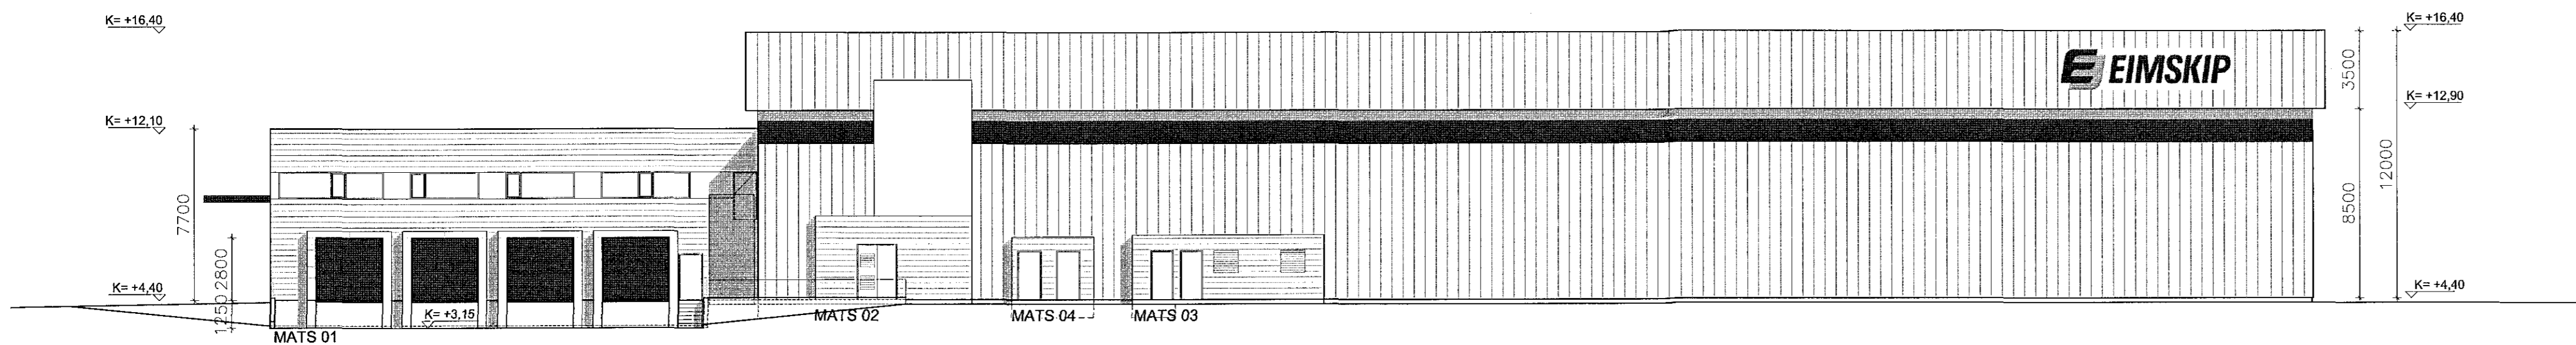 K= +16,40
K= +16,40
EIMSKIP
3500
K= +12,90
K= +12,10
12000
7700
8500
2800
K= +4,40
K= +4,40
1250
K= +3,15
MATS 02
MATS 04
MATS 03
MATS 01